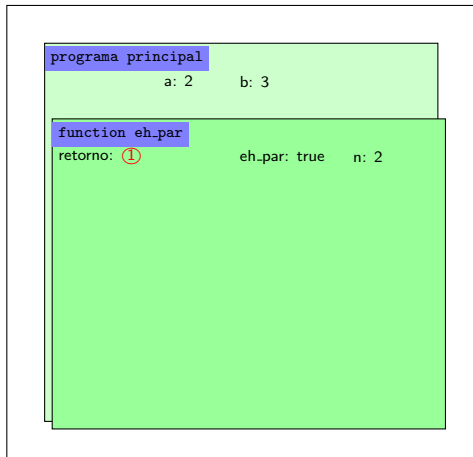 programa principal
a: 2 b: 3
function eh_par
retorno: 1 eh_par: true n: 2